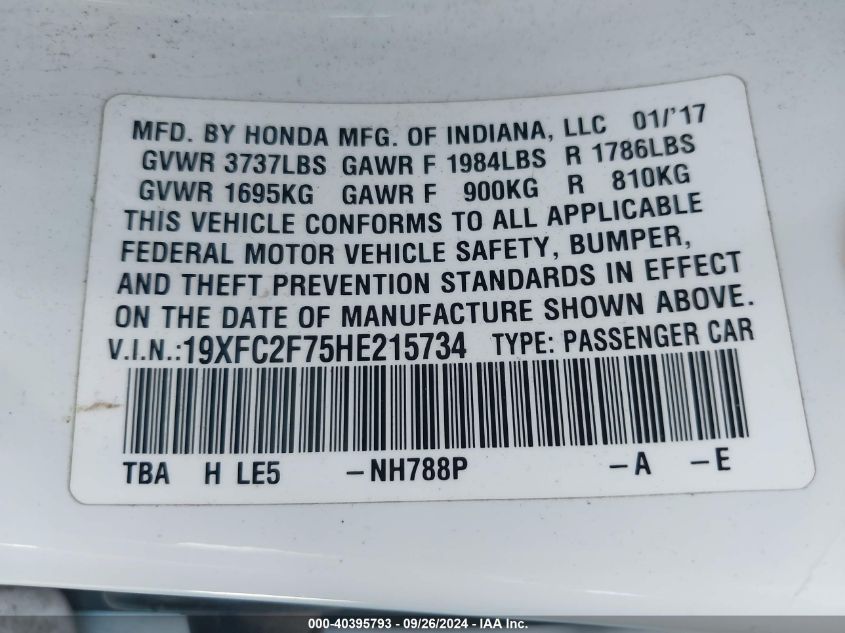 MFD. BY HONDA MFG. OF INDIANA, LLC 01/'17
GVWR 3737LBS GAWR F 1984LBS R 1786LBS
GVWR 1695KG GAWR F 900KG R 810KG
THIS VEHICLE CONFORMS TO ALL APPLICABLE
FEDERAL MOTOR VEHICLE SAFETY, BUMPER,
AND THEFT PREVENTION STANDARDS IN EFFECT
ON THE DATE OF MANUFACTURE SHOWN ABOVE.
V.I.N.:19XFC2F75HE215734 TYPE: PASSENGER CAR
TBA H LE5 -NH788P -A -E
000-40395793 - 09/26/2024 - IAA Inc.